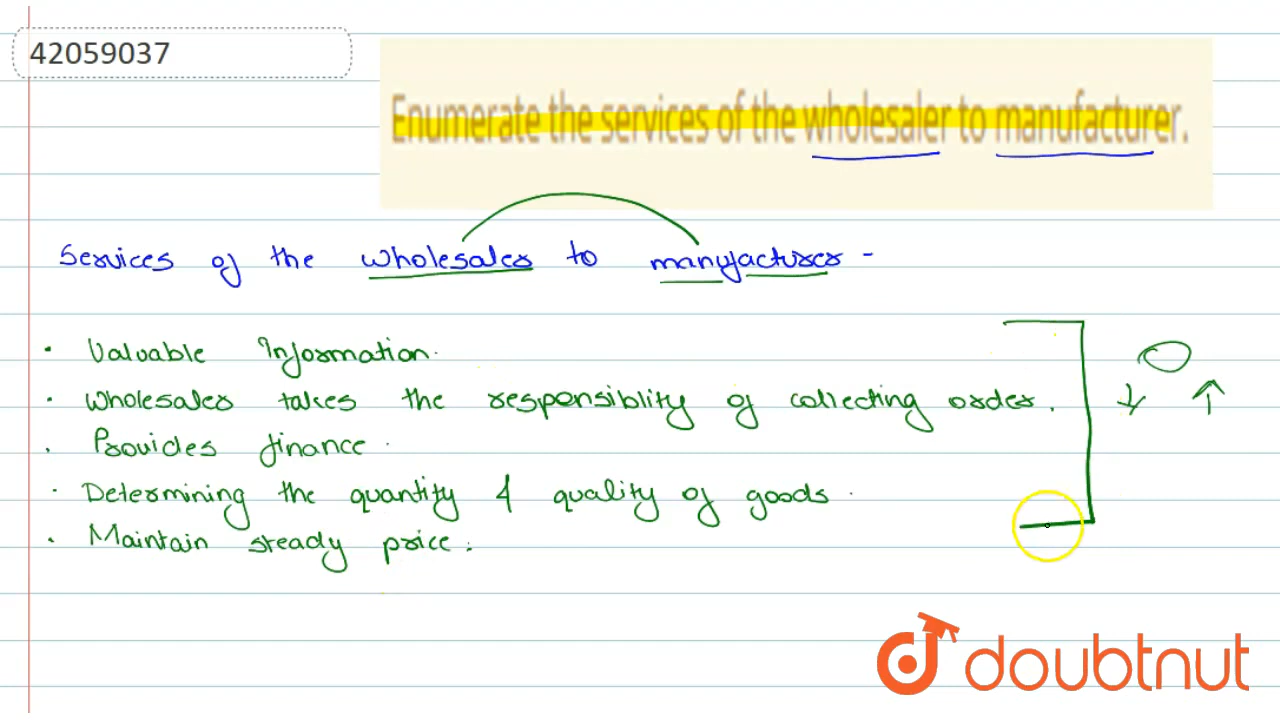 42059037
Enumerate the services of the wholesaler to manufacturer.
Services of the wholesaler to manufacturer -
• Valuable Information.
• Wholesaler takes the responsiblity of collecting order.
• Provides finance.
• Determining the quantity & quality of goods.
• Maintain steady price.
doubtnut